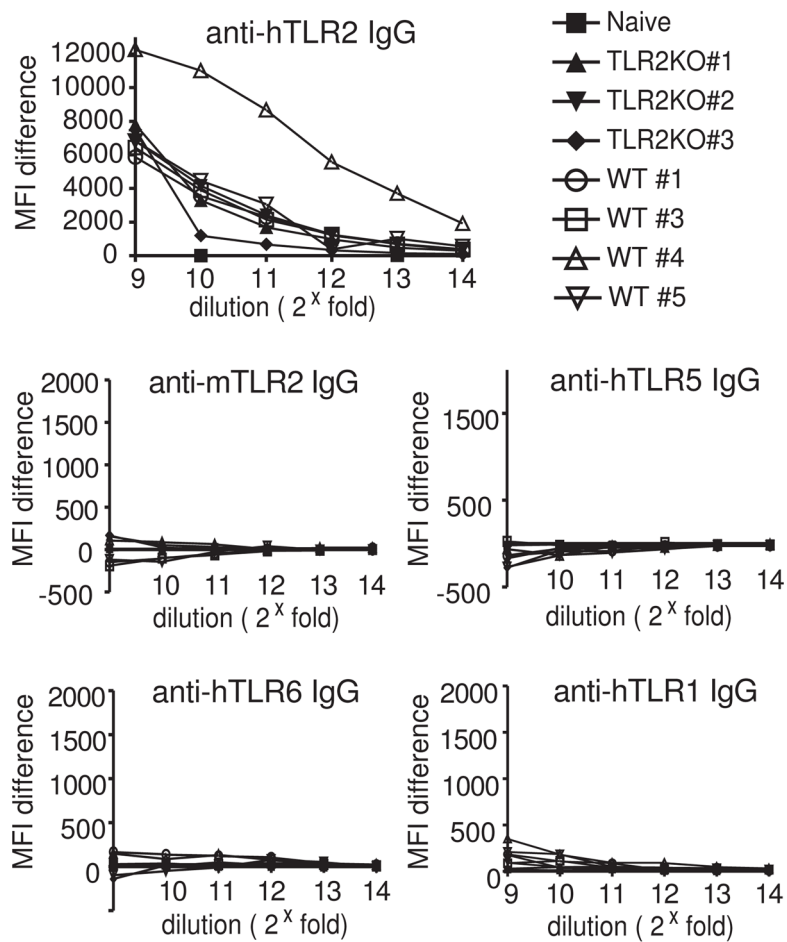 anti-hTLR2 IgG
MFI difference
12000
10000
8000
6000
4000
2000
0
9 10 11 12 13 14
dilution ( 2 x fold)
Naive
TLR2KO#1
TLR2KO#2
TLR2KO#3
WT #1
WT #3
WT #4
WT #5
anti-mTLR2 IgG
MFI difference
2000
1500
1000
500
0
-500
10 11 12 13 14
dilution ( 2 x fold)
anti-hTLR5 IgG
MFI difference
1500
500
-500
10 11 12 13 14
dilution ( 2 x fold)
anti-hTLR6 IgG
MFI difference
2000
1500
1000
500
0
10 11 12 13 14
dilution ( 2 x fold)
anti-hTLR1 IgG
MFI difference
2000
1500
1000
500
0
9 10 11 12 13 14
dilution ( 2 x fold)